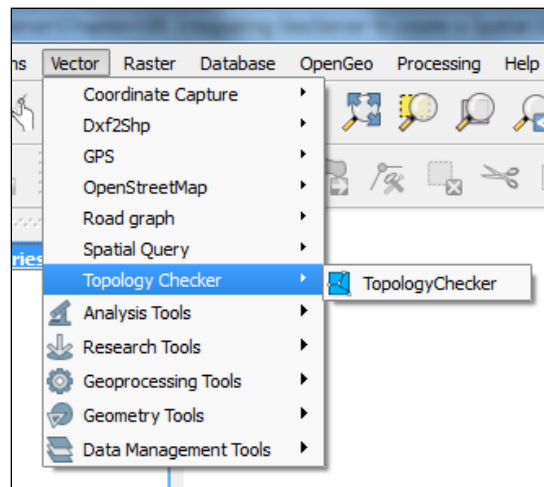 ns Vector Raster Database OpenGeo Processing Help
Coordinate Capture
Dxf2Shp
GPS
OpenStreetMap
Road graph
Spatial Query
ries
Topology Checker
TopologyChecker
Analysis Tools
Research Tools
Geoprocessing Tools
Geometry Tools
Data Management Tools